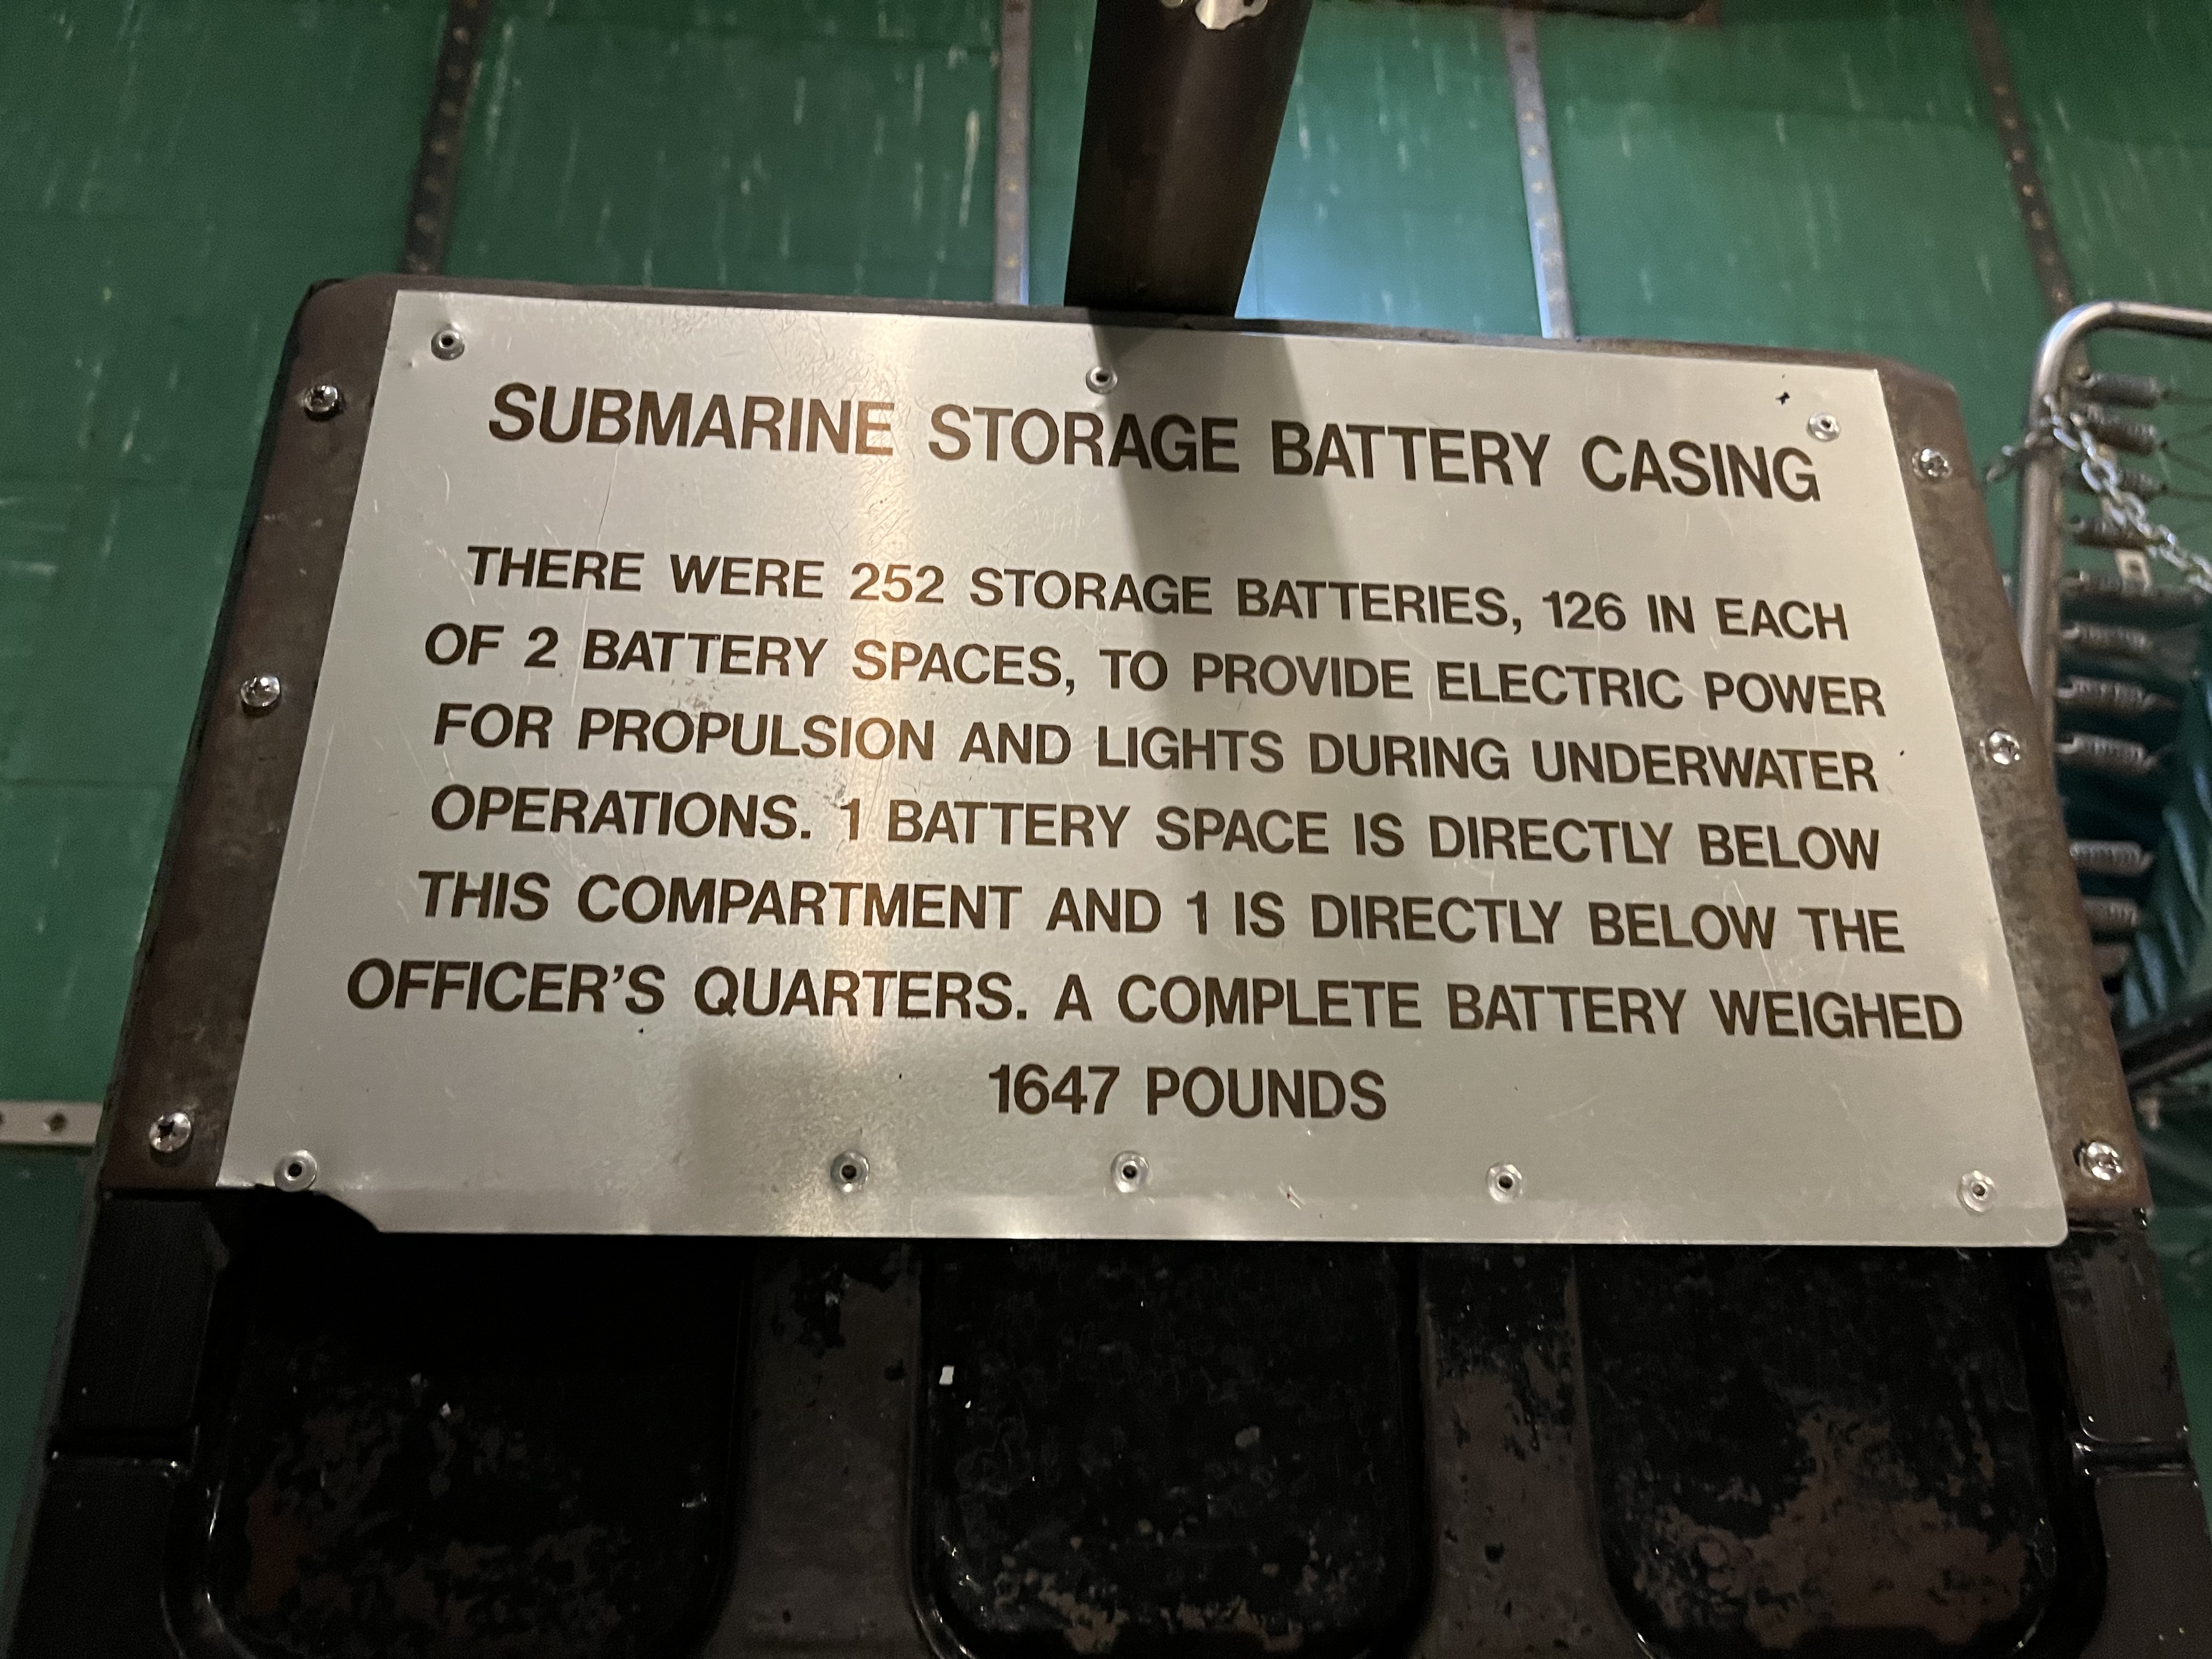 SUBMARINE STORAGE BATTERY CASING
THERE WERE 252 STORAGE BATTERIES, 126 IN EACH
OF 2 BATTERY SPACES, TO PROVIDE ELECTRIC POWER
FOR PROPULSION AND LIGHTS DURING UNDERWATER
OPERATIONS. 1 BATTERY SPACE IS DIRECTLY BELOW
THIS COMPARTMENT AND 1 IS DIRECTLY BELOW THE
OFFICER'S QUARTERS. A COMPLETE BATTERY WEIGHED
1647 POUNDS